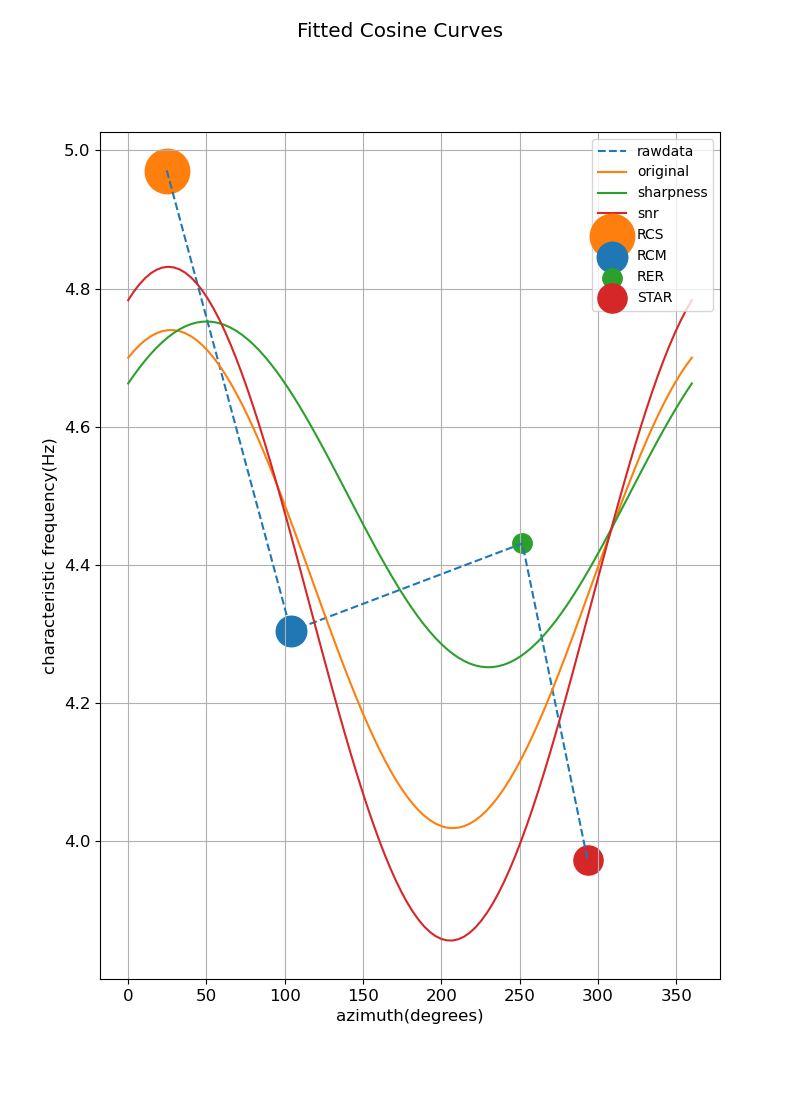 Fitted Cosine Curves
5.0
4.8
4.6
4.4
4.2
4.0
characteristic frequency(Hz)
rawdata
original
sharpness
snr
RCS
RCM
RER
STAR
0 50 100 150 200 250 300 350
azimuth(degrees)